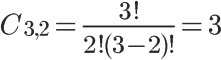 C_{3,2} = \frac{3!}{2!(3-2)!} = 3